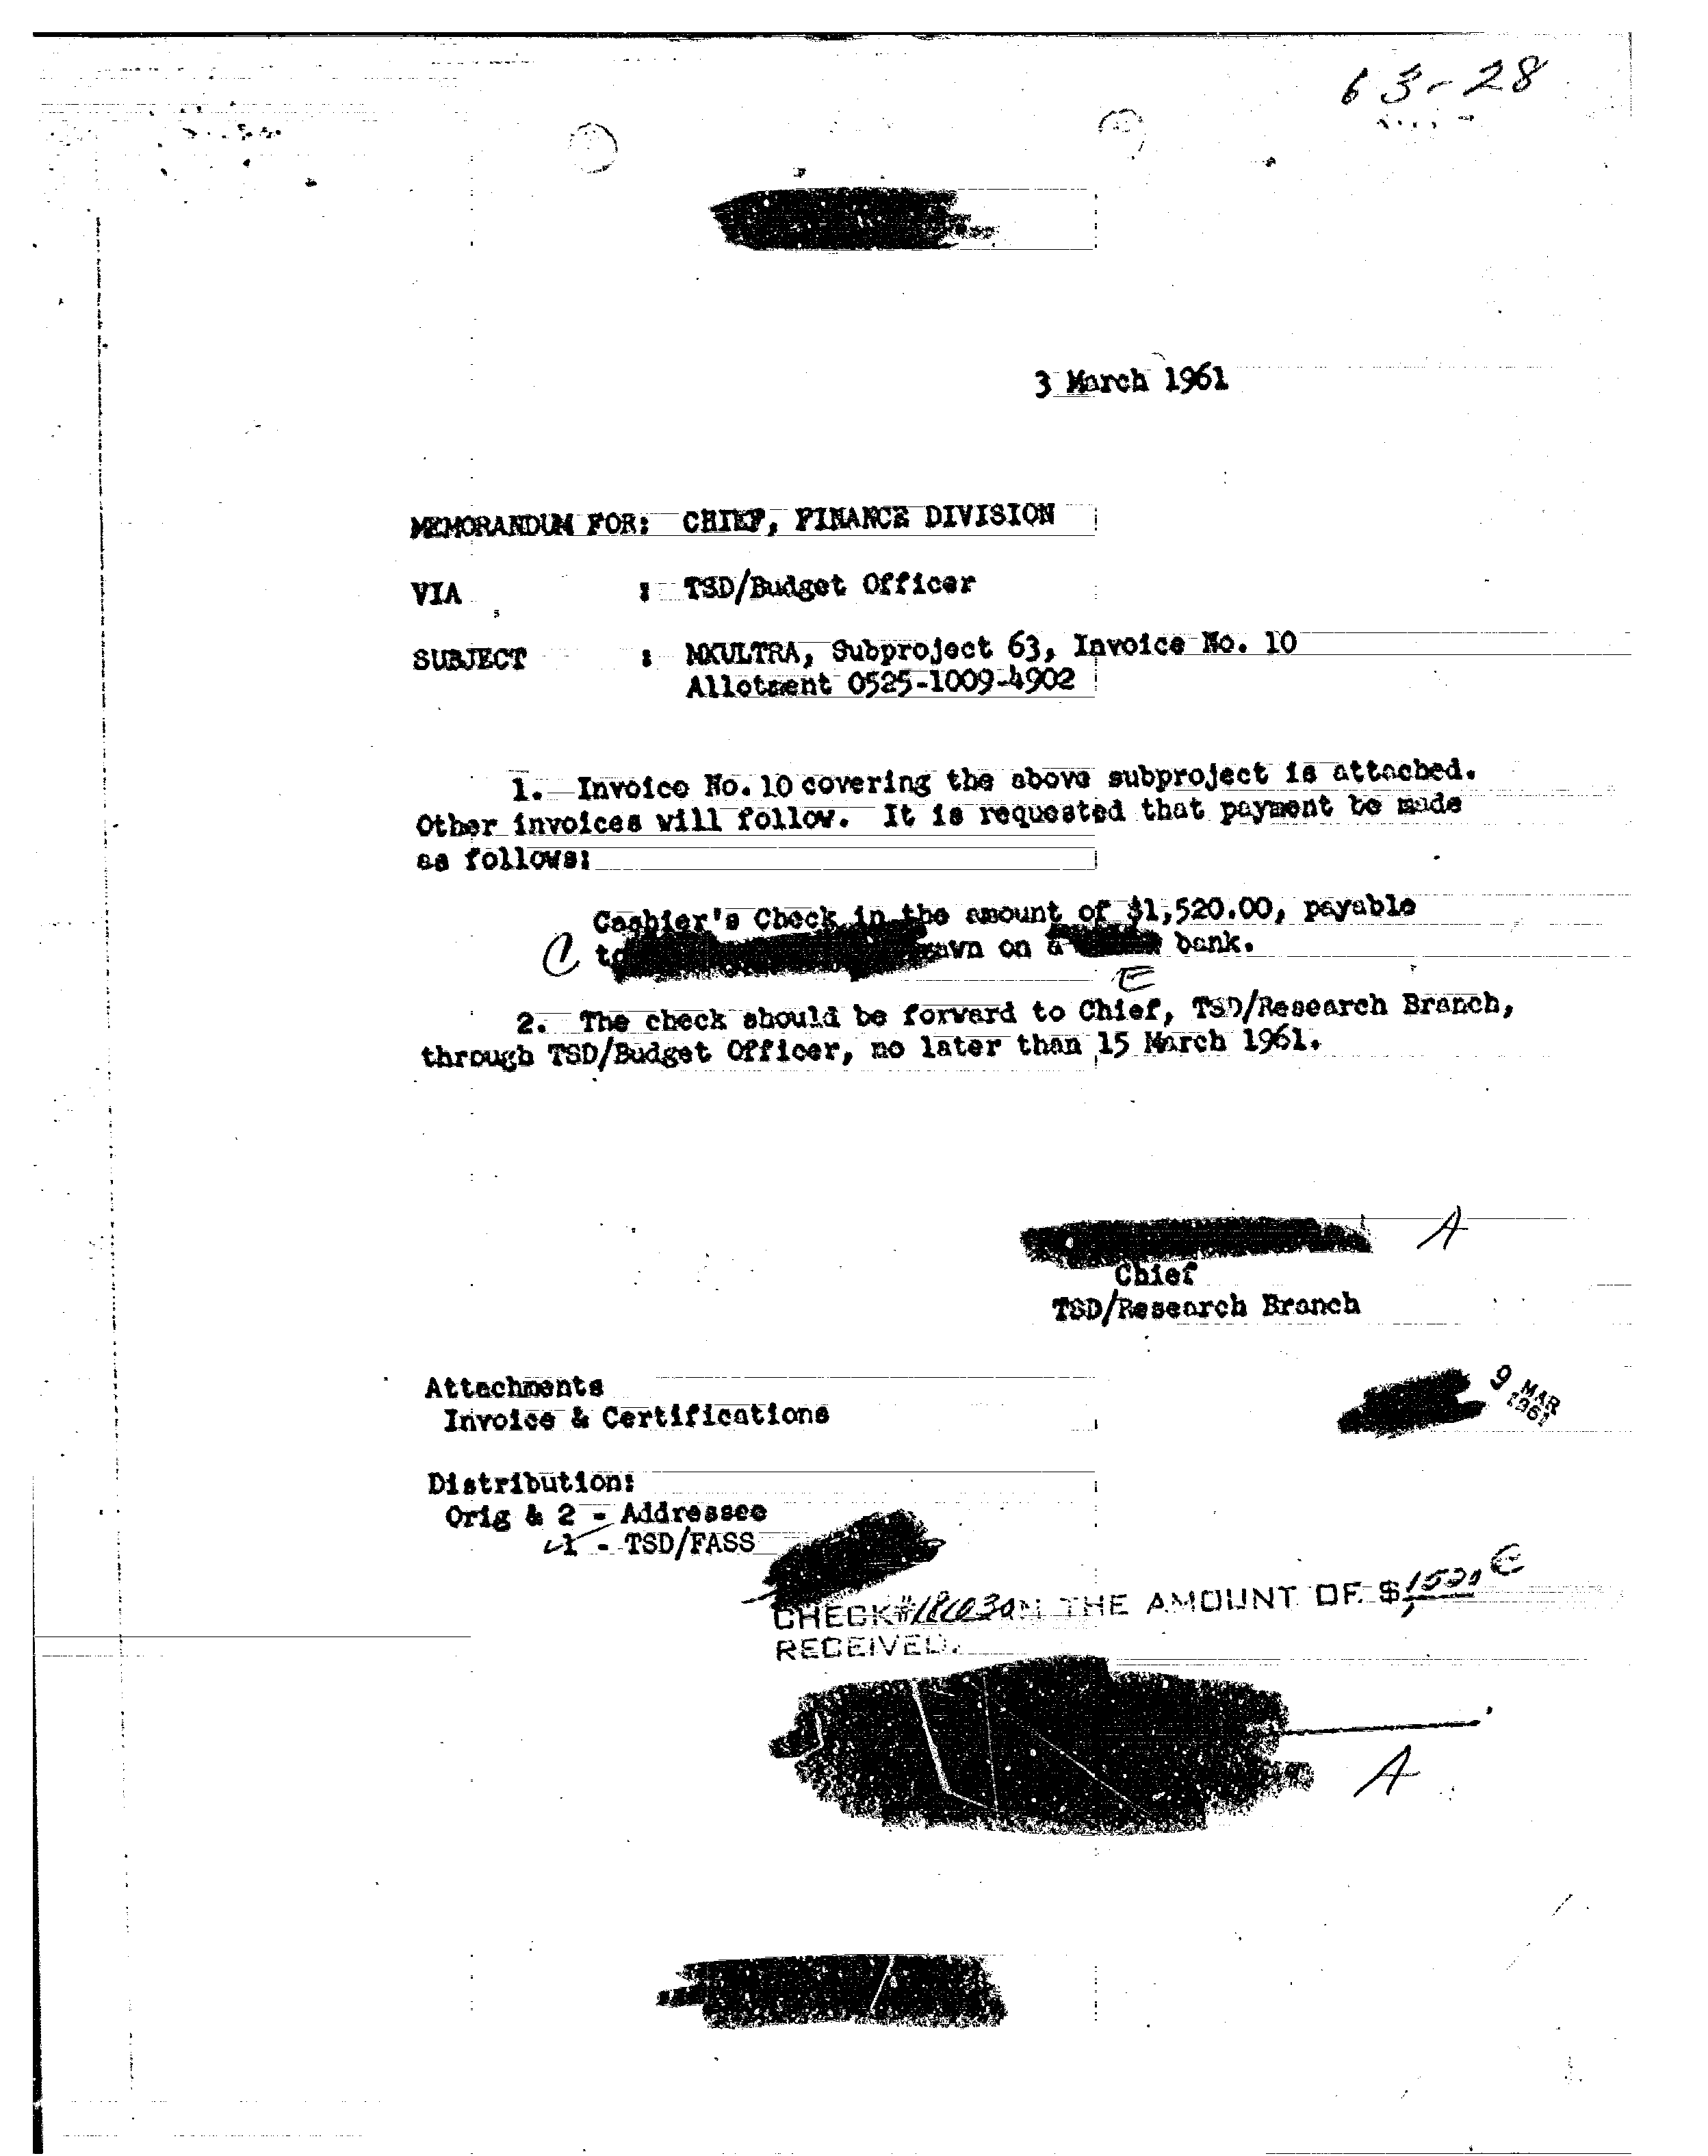 63-28
3 March 1961
MEMORANDUM FOR: CHIEF, FINANCE DIVISION
VIA : TSD/Budget Officer
SUBJECT : MKULTRA, Subproject 63, Invoice No. 10
Allotment 0525-1009-4902
1. Invoice No. 10 covering the above subproject is attached.
Other invoices will follow. It is requested that payment be made
as follows:
Cashier's Check in the amount of $1,520.00, payable
C to on a bank.
E
2. The check should be forward to Chief, TSD/Research Branch,
through TSD/Budget Officer, no later than 15 March 1961.
A
Chief
TSD/Research Branch
Attachments
Invoice & Certifications
9 MAR 1961
Distribution:
Orig & 2 - Addressee
1 - TSD/FASS
CHECK# IN THE AMOUNT OF $1,520 C
RECEIVED.
A